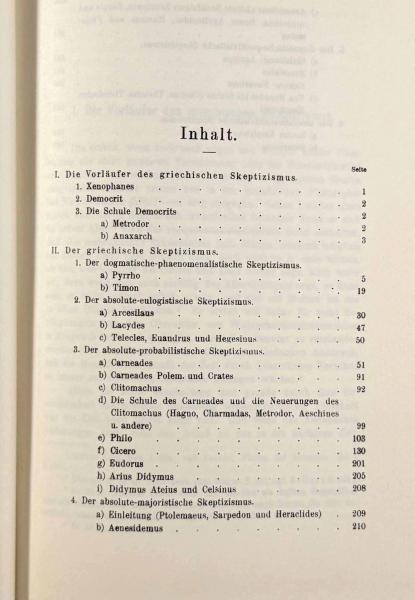 Inhalt.
Seite
I. Die Vorläufer des griechischen Skeptizismus.
1. Xenophanes . . . . . . . . . 1
2. Democrit . . . . . . . . . 2
3. Die Schule Democrits . . . . . . . 2
a) Metrodor . . . . . . . . 2
b) Anaxarch . . . . . . . . 3
II. Der griechische Skeptizismus.
1. Der dogmatische-phaenomenalistische Skeptizismus.
a) Pyrrho . . . . . . . . 5
b) Timon . . . . . . . . 19
2. Der absolute-eulogistische Skeptizismus.
a) Arcesilaus . . . . . . . . 30
b) Lacydes . . . . . . . . 47
c) Telecles, Euandrus und Hegesinus . . . . 50
3. Der absolute-probabilistische Skeptizismus.
a) Carneades . . . . . . . . 51
b) Carneades Polem. und Crates . . . . . 91
c) Clitomachus . . . . . . . 92
d) Die Schule des Carneades und die Neuerungen des
Clitomachus (Hagno, Charmadas, Metrodor, Aeschines
u. andere) . . . . . . . . 99
e) Philo . . . . . . . . 103
f) Cicero . . . . . . . . 130
g) Eudorus . . . . . . . . 201
h) Arius Didymus . . . . . . . 205
i) Didymus Ateius und Celsinus . . . . . 208
4. Der absolute-majoristische Skeptizismus.
a) Einleitung (Ptolemaeus, Sarpedon und Heraclides) . 209
b) Aenesidemus . . . . . . . 210